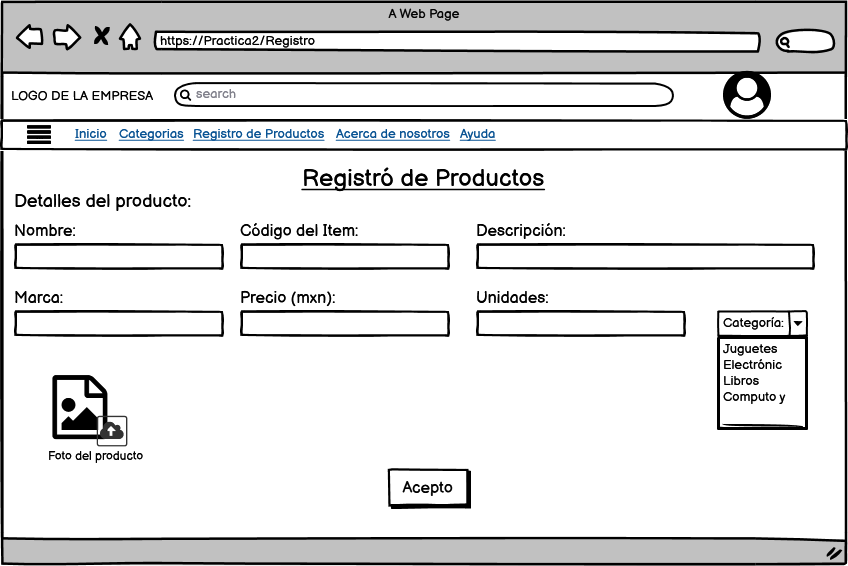 A Web Page
https://Practica2/Registro
LOGO DE LA EMPRESA
search
Inicio Categorias Registro de Productos Acerca de nosotros Ayuda
Registró de Productos
Detalles del producto:
Nombre: Código del Item: Descripción:
Marca: Precio (mxn): Unidades:
Categoría:
Juguetes
Electrónic
Libros
Computo y
Foto del producto
Acepto